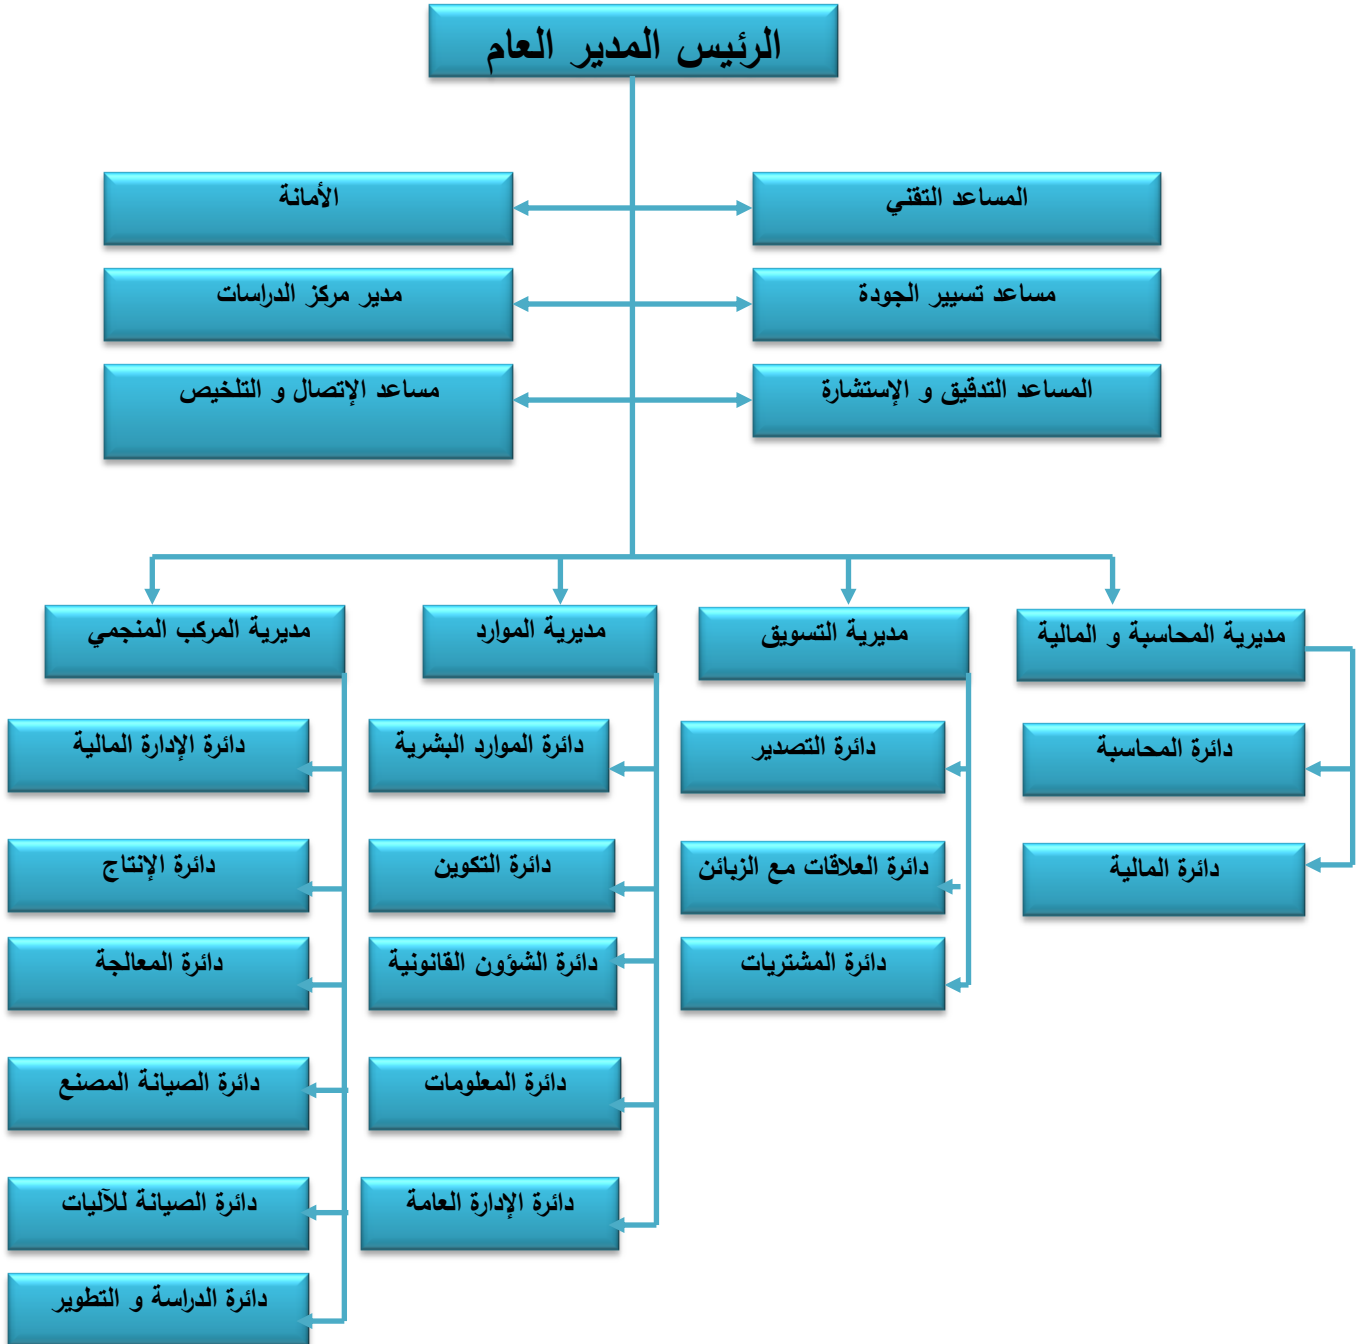 الرئيس المدير العام
المساعد التقني
الأمانة
مساعد تسيير الجودة
مدير مركز الدراسات
المساعد التدقيق و الإستشارة
مساعد الإتصال و التلخيص
مديرية المحاسبة و المالية
مديرية التسويق
مديرية الموارد
مديرية المركب المنجمي
دائرة المحاسبة
دائرة التصدير
دائرة الموارد البشرية
دائرة الإدارة المالية
دائرة المالية
دائرة العلاقات مع الزبائن
دائرة التكوين
دائرة الإنتاج
دائرة المشتريات
دائرة الشؤون القانونية
دائرة المعالجة
دائرة المعلومات
دائرة الصيانة المصنع
دائرة الإدارة العامة
دائرة الصيانة للآليات
دائرة الدراسة و التطوير